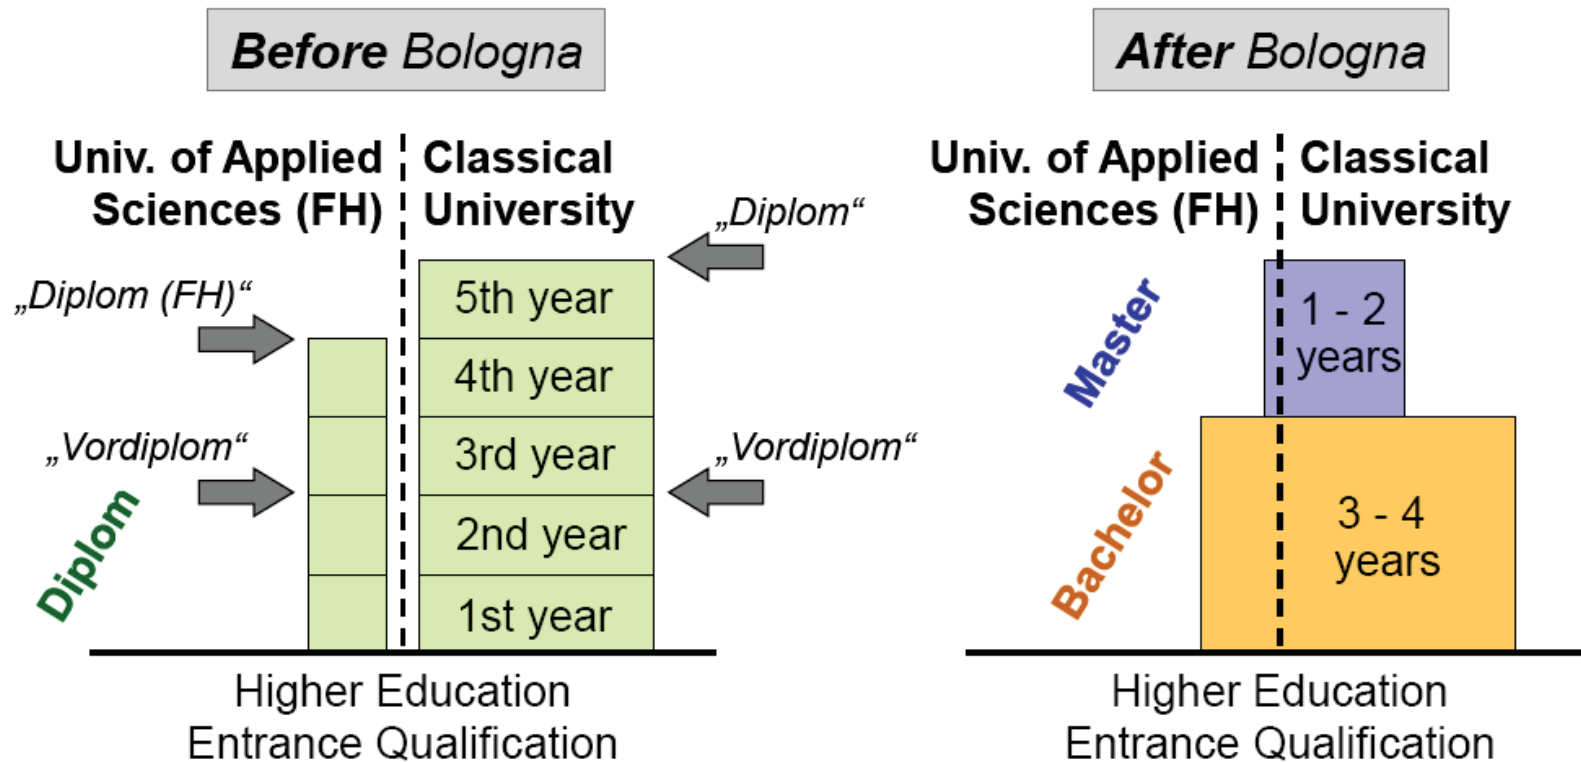 Before Bologna
Univ. of Applied
Sciences (FH)
Classical
University
„Diplom“
„Diplom (FH)“
„Vordiplom“
„Vordiplom“
Diplom
5th year
4th year
3rd year
2nd year
1st year
Higher Education
Entrance Qualification
After Bologna
Univ. of Applied
Sciences (FH)
Classical
University
Master
1 - 2
years
Bachelor
3 - 4
years
Higher Education
Entrance Qualification